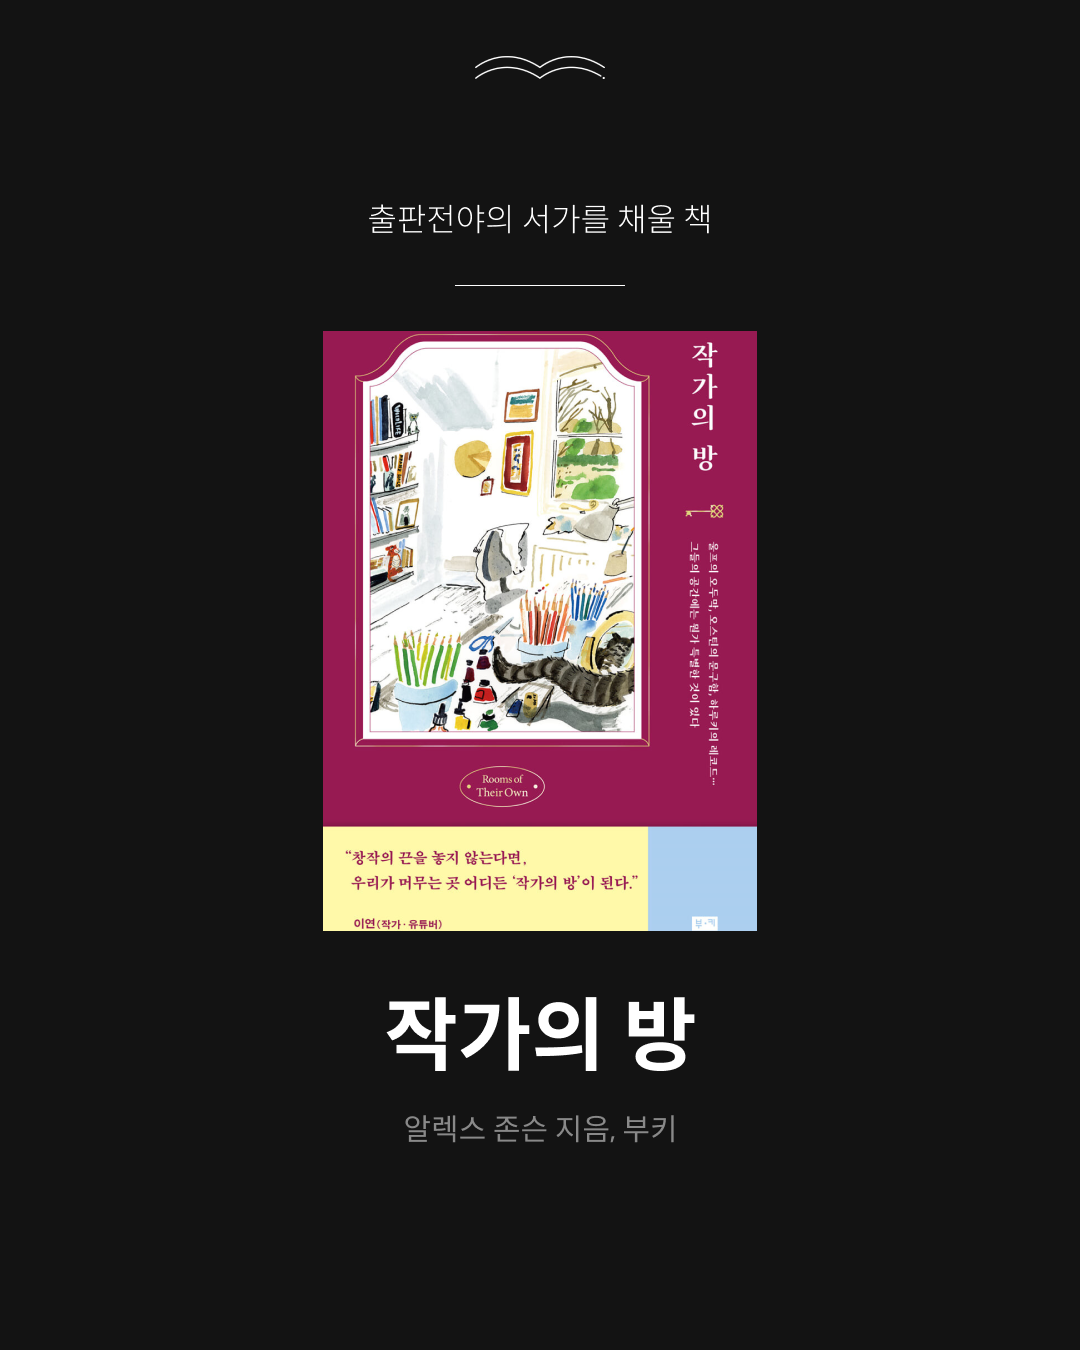 출판전야의 서가를 채울 책
작가의 방
울프의 오두막, 오스틴의 문구함, 하루키의 레코드…
그들의 공간에는 뭔가 특별한 것이 있다
Rooms of
Their Own
“창작의 끈을 놓지 않는다면,
우리가 머무는 곳 어디든 ‘작가의 방’이 된다.”
이연(작가·유튜버)
부·키
작가의 방
알렉스 존슨 지음, 부키